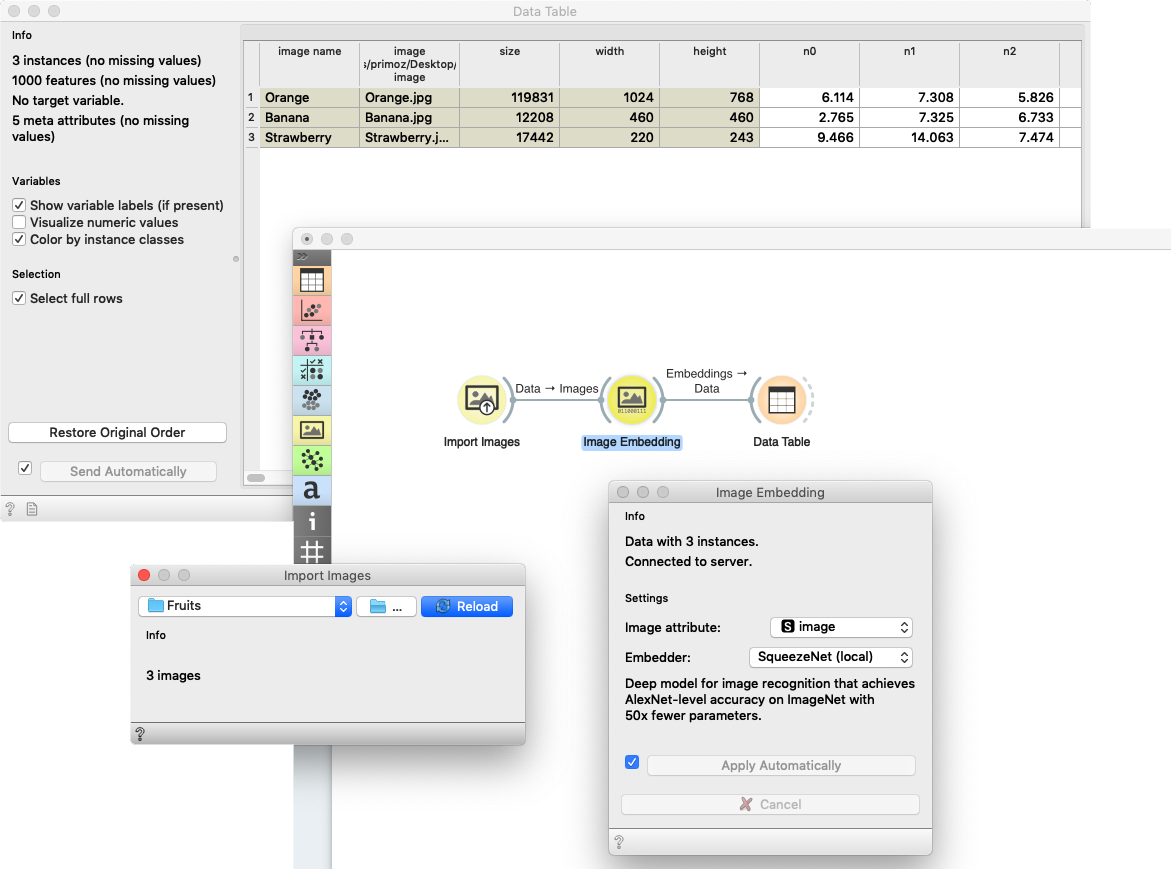 Data Table
Info
3 instances (no missing values)
1000 features (no missing values)
No target variable.
5 meta attributes (no missing
values)
Variables
Show variable labels (if present)
Visualize numeric values
Color by instance classes
Selection
Select full rows
Restore Original Order
Send Automatically
?
image name image size width height n0 n1 n2
s/primoz/Desktop/
image
1 Orange Orange.jpg 119831 1024 768 6.114 7.308 5.826
2 Banana Banana.jpg 12208 460 460 2.765 7.325 6.733
3 Strawberry Strawberry.j... 17442 220 243 9.466 14.063 7.474
a
i
Data → Images
Embeddings →
Data
011000111
Import Images
Image Embedding
Data Table
Import Images
Fruits
...
Reload
Info
3 images
?
Image Embedding
Info
Data with 3 instances.
Connected to server.
Settings
Image attribute: S image
Embedder: SqueezeNet (local)
Deep model for image recognition that achieves
AlexNet-level accuracy on ImageNet with
50x fewer parameters.
Apply Automatically
Cancel
?